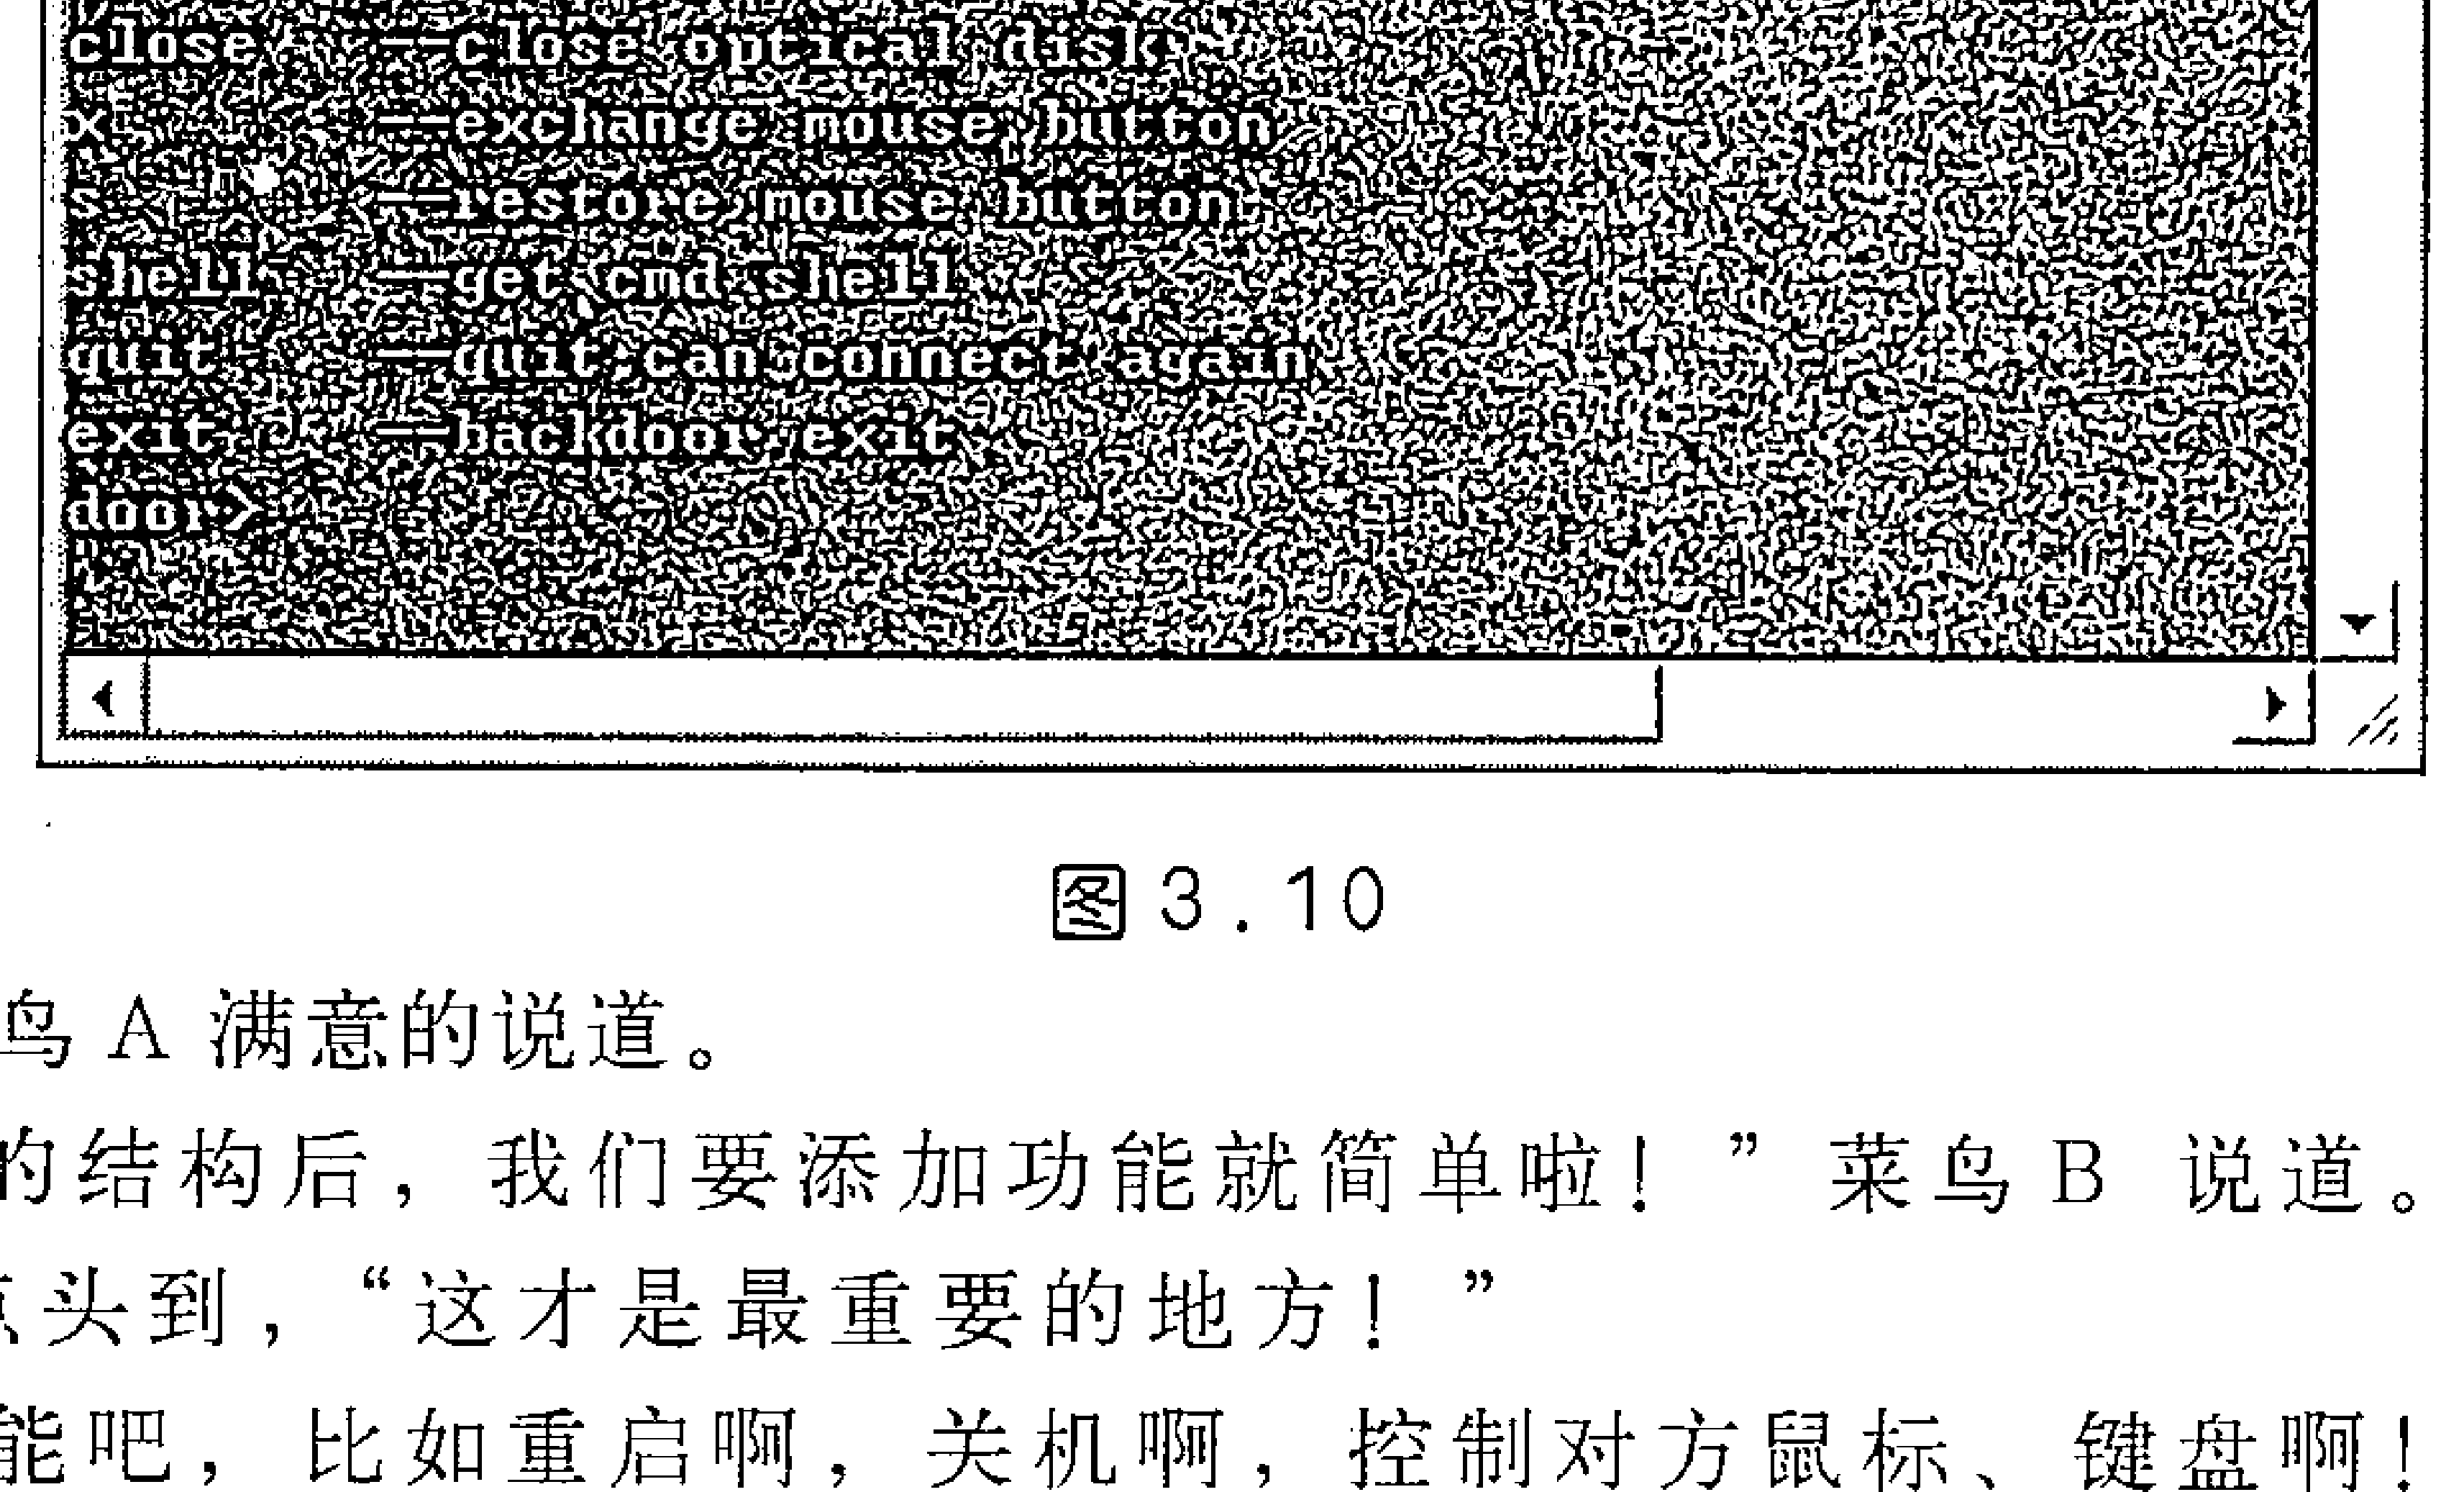 close   --close optical disk
x       --exchange mouse button
s       --restore mouse button
shell   --get cmd shell
quit    --quit,can connect again
exit    --backdoor exit
door>
图 3.10
鸟 A 满意的说道。
的结构后，我们要添加功能就简单啦！”菜鸟 B 说道。
点头到，“这才是最重要的地方！”
能吧，比如重启啊，关机啊，控制对方鼠标、键盘啊！